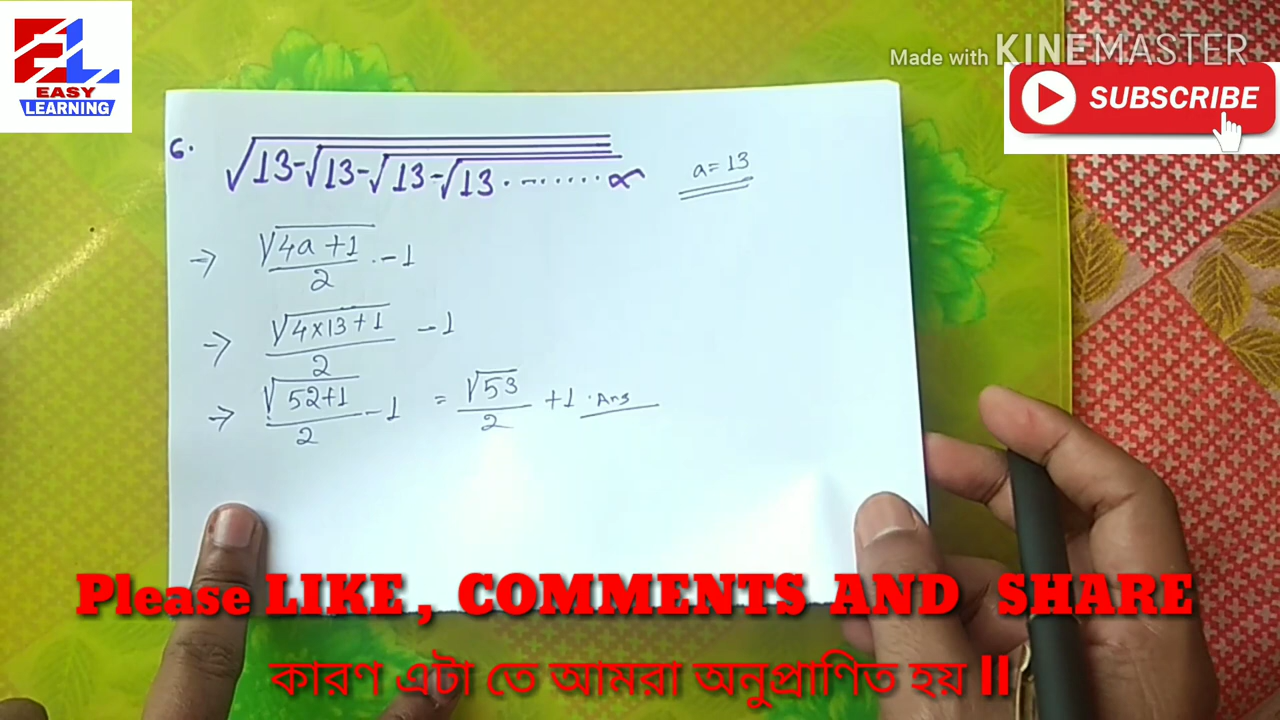 EL
EASY
LEARNING
Made with KINEMASTER
SUBSCRIBE
6. √13-√13-√13-√13........∝
a=13
→ √4a+1/2 -1
→ √4×13+1/2 -1
→ √52+1/2 -1 = √53/2 +1 .Ans
Please LIKE , COMMENTS AND SHARE
কারণ এটা তে আমরা অনুপ্রাণিত হয় ll